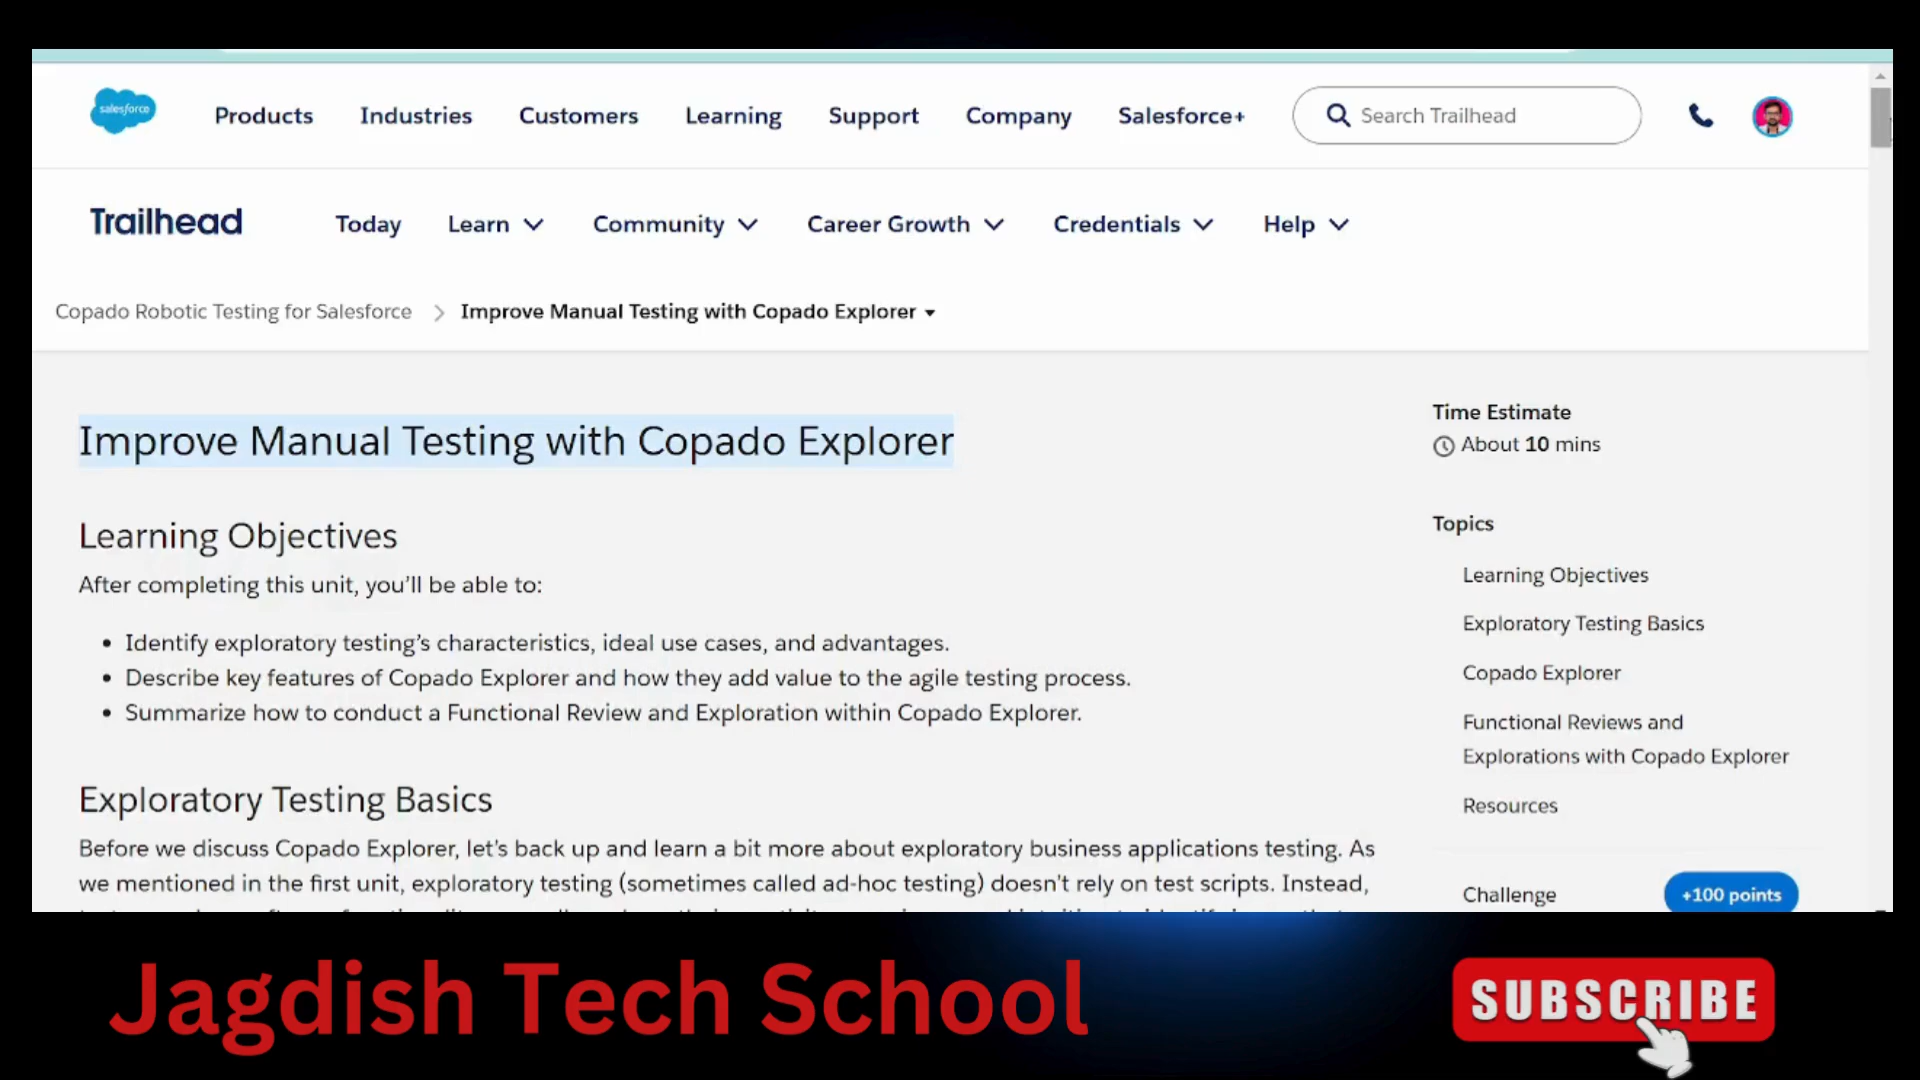 salesforce
Products Industries Customers Learning Support Company Salesforce+ Search Trailhead
Trailhead Today Learn Community Career Growth Credentials Help
Copado Robotic Testing for Salesforce > Improve Manual Testing with Copado Explorer
Improve Manual Testing with Copado Explorer
Learning Objectives
After completing this unit, you'll be able to:
• Identify exploratory testing's characteristics, ideal use cases, and advantages.
• Describe key features of Copado Explorer and how they add value to the agile testing process.
• Summarize how to conduct a Functional Review and Exploration within Copado Explorer.
Exploratory Testing Basics
Before we discuss Copado Explorer, let's back up and learn a bit more about exploratory business applications testing. As
we mentioned in the first unit, exploratory testing (sometimes called ad-hoc testing) doesn't rely on test scripts. Instead,
Time Estimate
About 10 mins
Topics
Learning Objectives
Exploratory Testing Basics
Copado Explorer
Functional Reviews and
Explorations with Copado Explorer
Resources
Challenge +100 points
Jagdish Tech School
SUBSCRIBE